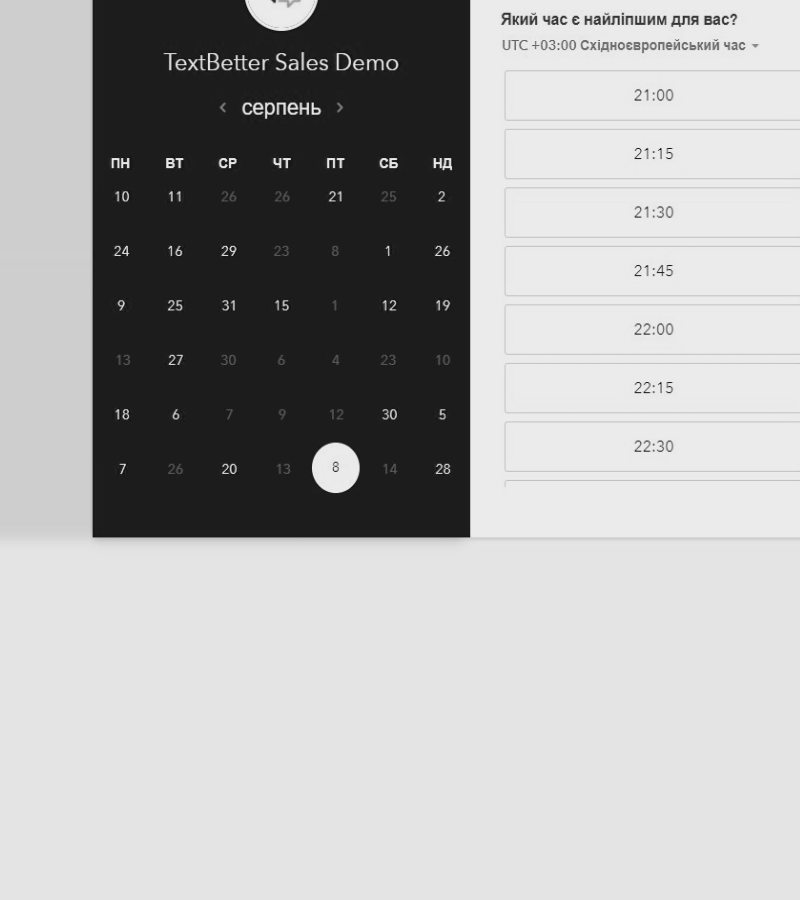 TextBetter Sales Demo
серпень
ПН ВТ СР ЧТ ПТ СБ НД
10 11 26 26 21 25 2
24 16 29 23 8 1 26
9 25 31 15 1 12 19
13 27 30 6 4 23 10
18 6 7 9 12 30 5
7 26 20 13 8 14 28
Який час є найліпшим для вас?
UTC +03:00 Східноєвропейський час
21:00
21:15
21:30
21:45
22:00
22:15
22:30